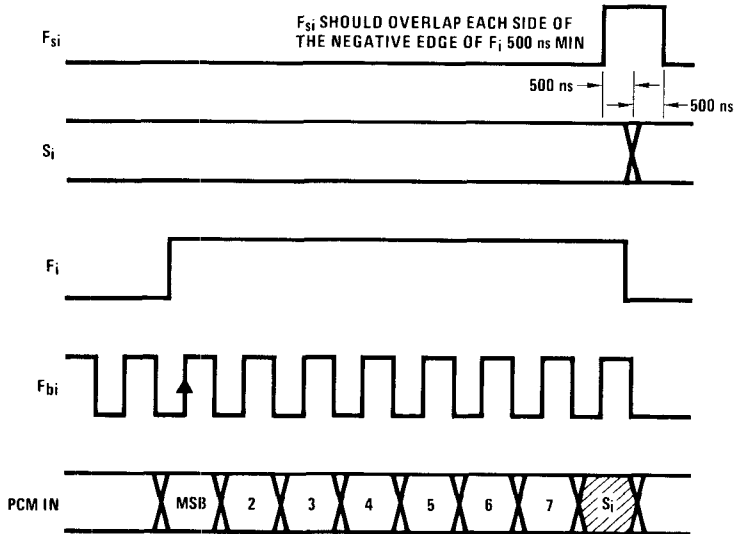 Fsi
Fsi SHOULD OVERLAP EACH SIDE OF
THE NEGATIVE EDGE OF Fi 500 ns MIN
500 ns
500 ns
Si
Fi
Fbi
PCM IN
MSB 2 3 4 5 6 7 Si